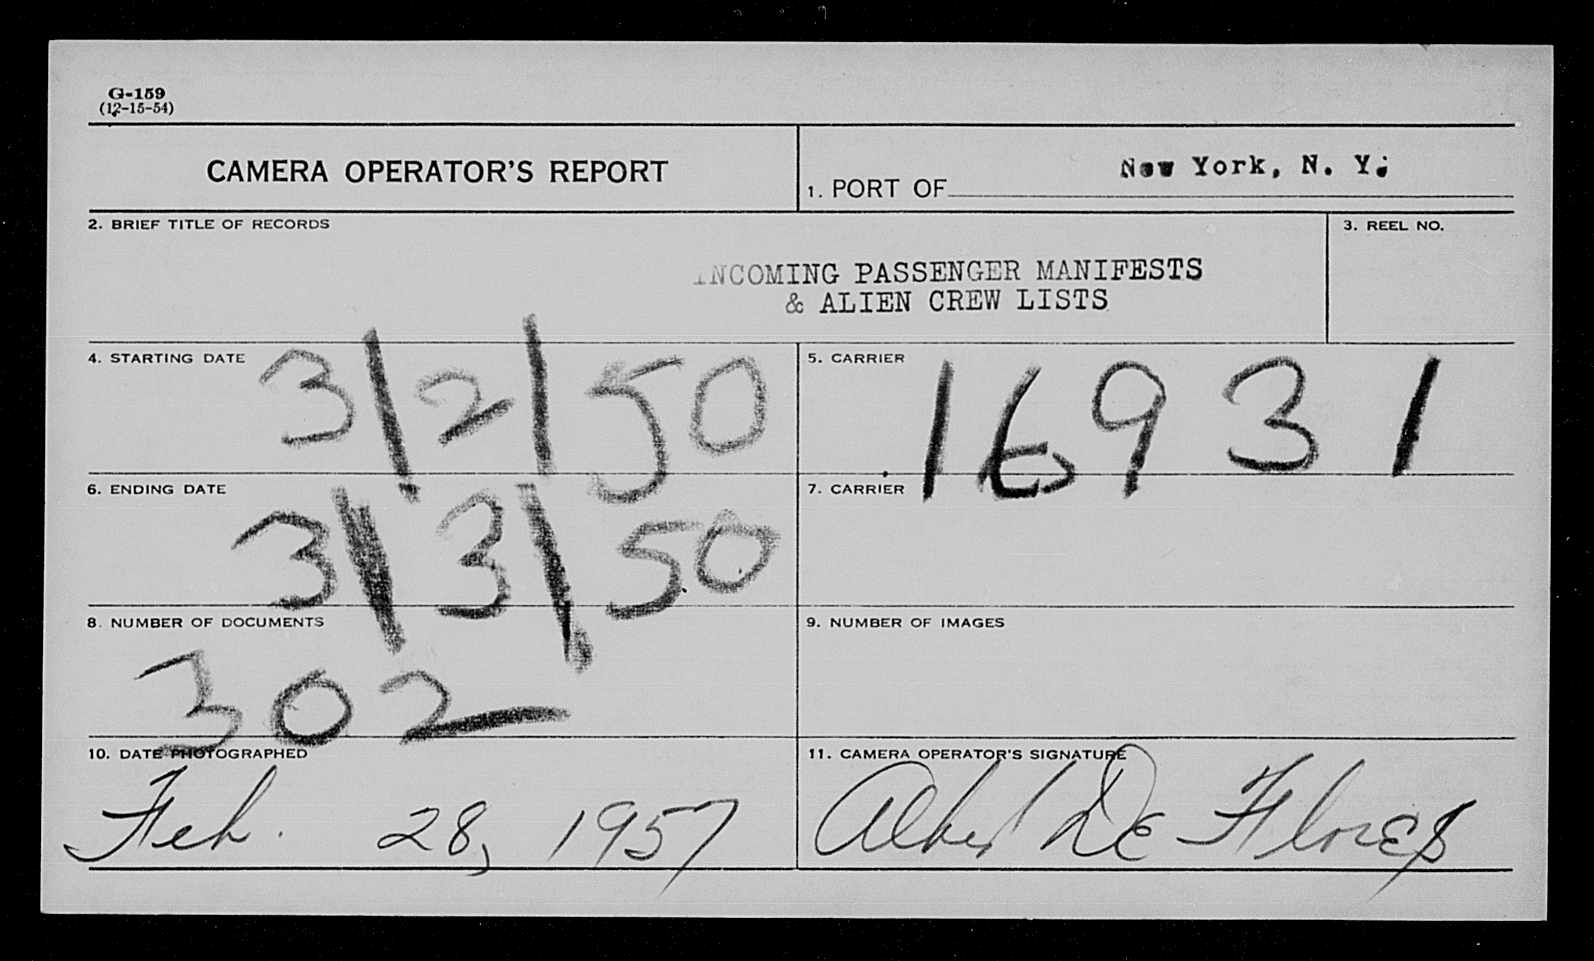 G-159
(12-15-54)
CAMERA OPERATOR'S REPORT
1. PORT OF New York, N. Y.
2. BRIEF TITLE OF RECORDS
INCOMING PASSENGER MANIFESTS
& ALIEN CREW LISTS
3. REEL NO.
4. STARTING DATE 3/2/50
5. CARRIER 16931
6. ENDING DATE 3/3/50
7. CARRIER
8. NUMBER OF DOCUMENTS 302
9. NUMBER OF IMAGES
10. DATE PHOTOGRAPHED
Feb. 28, 1957
11. CAMERA OPERATOR'S SIGNATURE
Albert De Flores